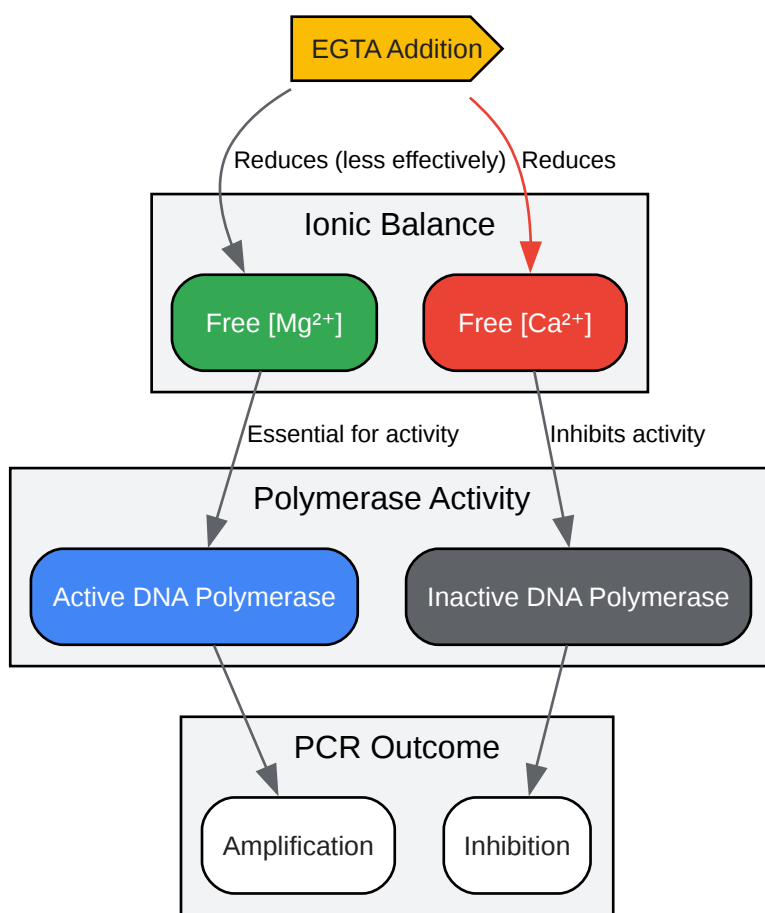 EGTA Addition
Reduces (less effectively)
Reduces
Ionic Balance
Free [Mg²⁺]
Free [Ca²⁺]
Essential for activity
Inhibits activity
Polymerase Activity
Active DNA Polymerase
Inactive DNA Polymerase
PCR Outcome
Amplification
Inhibition